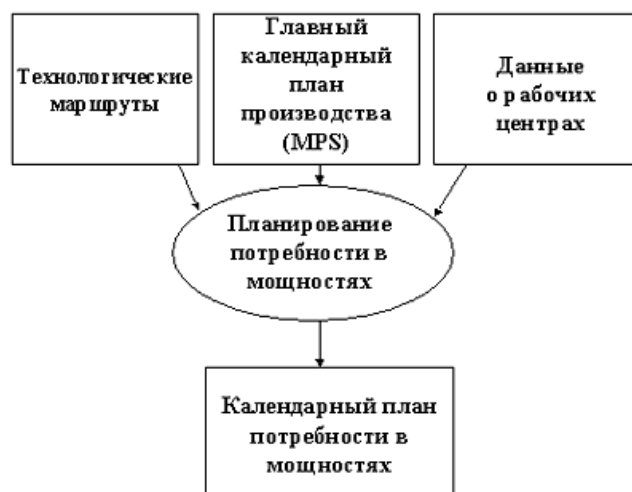 Технологические
маршруты
Главный
календарный
план
производства
(MPS)
Данные
о рабочих
центрах
Планирование
потребности в
мощностях
Календарный план
потребности в
мощностях